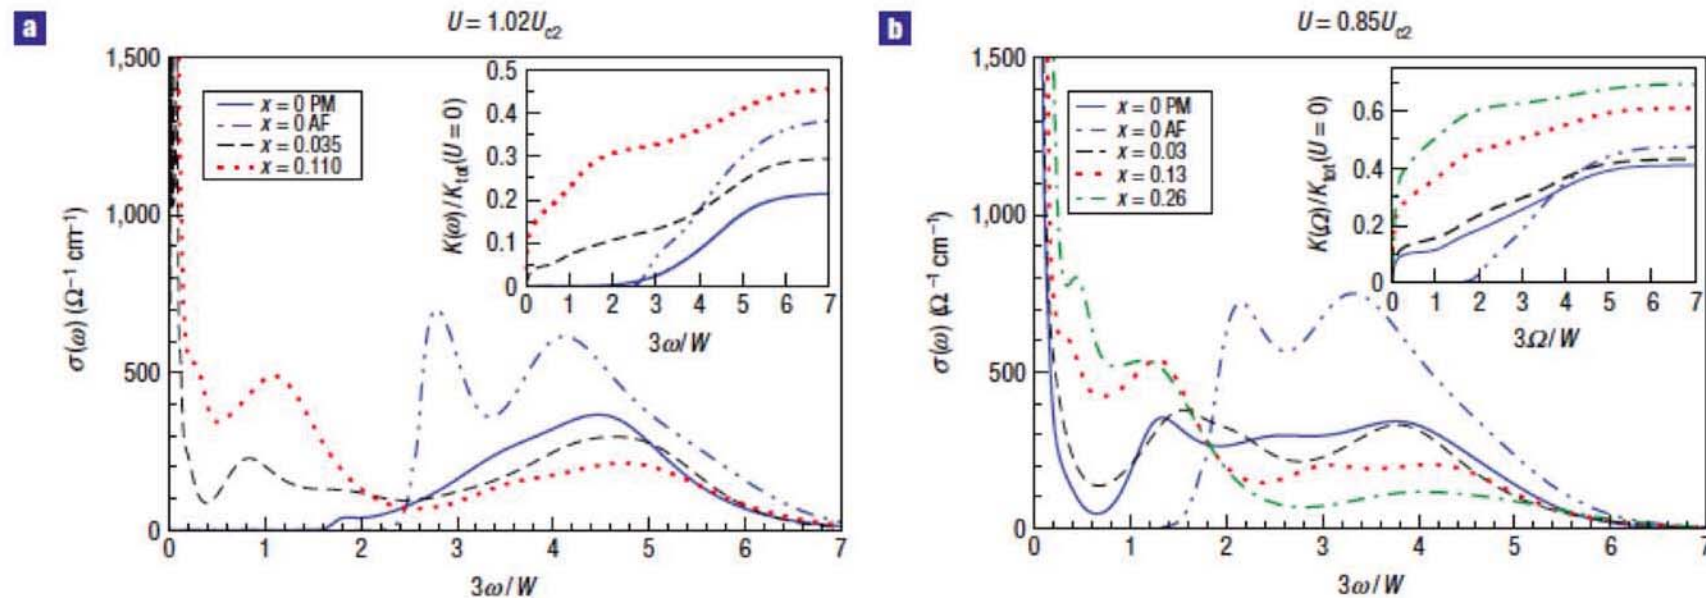 a
U = 1.02U_c2
1,500
1,000
500
0
σ(ω) (Ω⁻¹ cm⁻¹)
x = 0 PM
x = 0 AF
x = 0.035
x = 0.110
0.5
0.4
0.3
0.2
0.1
0
K(ω)/K_tot(U = 0)
0 1 2 3 4 5 6 7
3ω/W
0 1 2 3 4 5 6 7
3ω/W
b
U = 0.85U_c2
1,500
1,000
500
0
σ(ω) (Ω⁻¹ cm⁻¹)
x = 0 PM
x = 0 AF
x = 0.03
x = 0.13
x = 0.26
0.6
0.4
0.2
0
K(Ω)/K_tot(U = 0)
0 1 2 3 4 5 6 7
3Ω/W
0 1 2 3 4 5 6 7
3ω/W